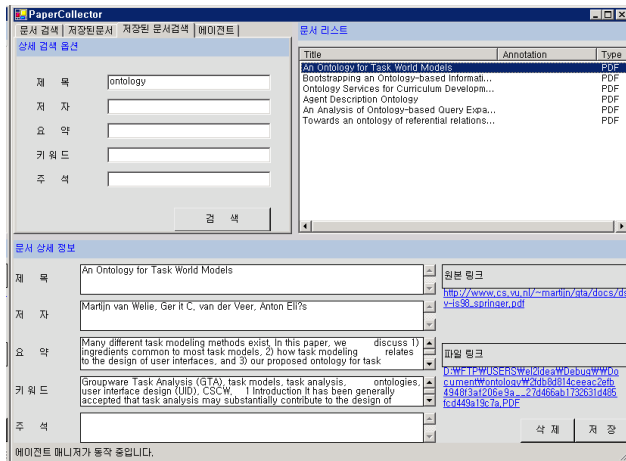 PaperCollector
문서 검색 저장된문서 저장된 문서검색 에이전트
상세 검색 옵션
제 목 ontology
저 자
요 약
키 워 드
주 석
검 색
문서 리스트
Title Annotation Type
An Ontology for Task World Models PDF
Bootstrapping an Ontology-based Informati... PDF
Ontology Services for Curriculum Developm... PDF
Agent Description Ontology PDF
An Analysis of Ontology-based Query Expa... PDF
Towards an ontology of referential relations... PDF
문서 상세 정보
제 목 An Ontology for Task World Models
저 자 Martijn van Welie, Ger it C, van der Veer, Anton Eli?s
요 약 Many different task modeling methods exist, In this paper, we discuss 1)
ingredients common to most task models, 2) how task modeling relates
to the design of user interfaces, and 3) our proposed ontology for task
키 워 드 Groupware Task Analysis (GTA), task models, task analysis, ontologies,
user interface design (UID), CSCW, 1 Introduction It has been generally
accepted that task analysis may substantially contribute to the design of
주 석
원본 링크
http://www.cs.vu.nl/~martijn/gta/docs/ds
v-is98_springer.pdf
파일 링크
D:₩FTP₩USERS₩el2idea₩Debug₩₩Do
cument₩ontology₩2fdb8d814ceeac2efb
4948f3af206e9a__27d466ab1732631d485
fcd449a19c7a.PDF
삭 제 저 장
에이전트 매니저가 동작 중입니다.